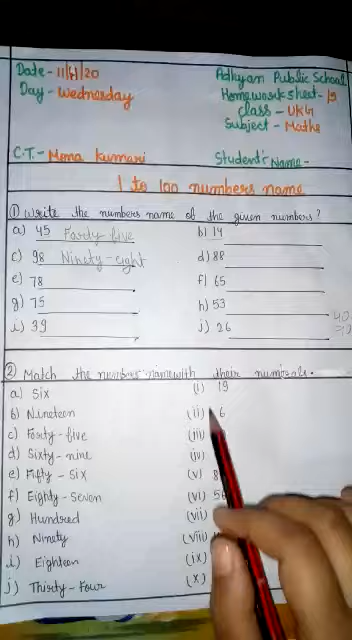 Date - 11/11/20
Adhyan Public School
Day - Wednesday
Homework sheet - 19
Class - UKG
Subject - Maths
C.T. - Mona Kumari
Student's Name -
1 to 100 numbers name
① Write the numbers name of the given numbers?
a) 45 Forty-five
b) 14
c) 98 Ninety-eight
d) 88
e) 78
f) 65
g) 75
h) 53
i) 39
j) 26
② Match the number name with their numerals.
a) Six
(i) 19
b) Nineteen
(ii) 6
c) Forty-five
(iii)
d) Sixty-nine
(iv)
e) Fifty-Six
(v) 8
f) Eighty-Seven
(vi) 56
g) Hundred
(vii)
h) Ninety
(viii)
i) Eighteen
(ix)
j) Thirty-Four
(x)